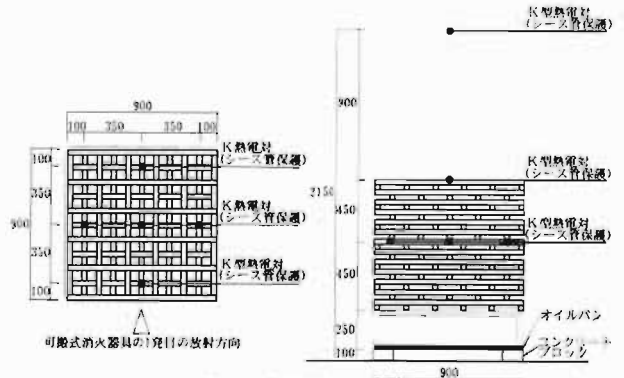 900
100 350 350 100
100
350
900
350
100
K熱電対
(シース管保護)
K熱電対
(シース管保護)
K熱電対
(シース管保護)
可搬式消火器具の1発目の放射方向
K型熱電対
(シース管保護)
900
K型熱電対
(シース管保護)
2150
450
K型熱電対
(シース管保護)
450
オイルパン
250
コンクリート
ブロック
100
900